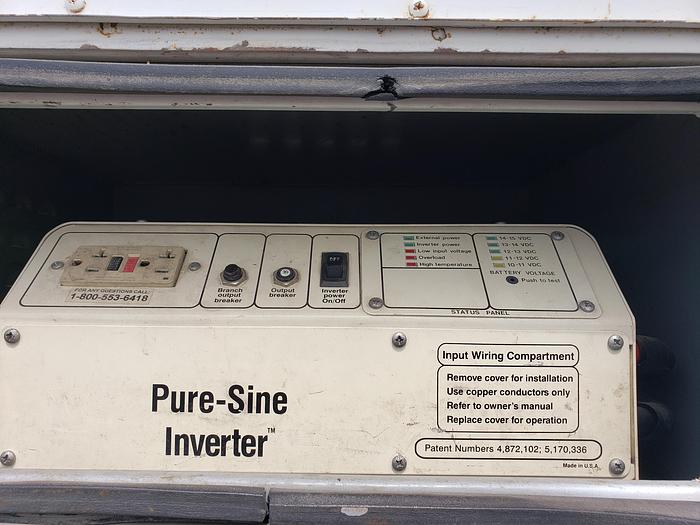 FOR ANY QUESTIONS CALL:
1-800-553-6418
Branch
output
breaker
Output
breaker
Inverter
power
On/Off
External power
Inverter power
Low input voltage
Overload
High temperature
14-15 VDC
13-14 VDC
12-13 VDC
11-12 VDC
10-11 VDC
BATTERY VOLTAGE
Push to test
STATUS PANEL
Pure-Sine
Inverter™
Input Wiring Compartment
Remove cover for installation
Use copper conductors only
Refer to owner's manual
Replace cover for operation
Patent Numbers 4,872,102; 5,170,336
Made in U.S.A.